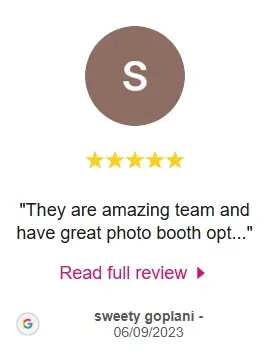 S
"They are amazing team and
have great photo booth opt..."
Read full review
G
sweety goplani -
06/09/2023